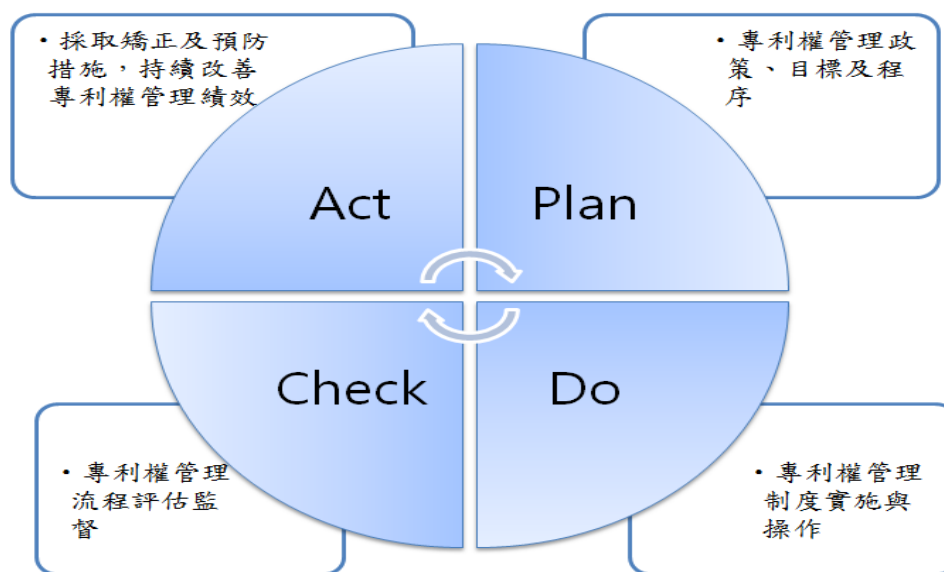 • 採取矯正及預防
措施，持續改善
專利權管理績效
• 專利權管理政
策、目標及程
序
Act
Plan
Check
Do
• 專利權管理
流程評估監
督
• 專利權管理
制度實施與
操作